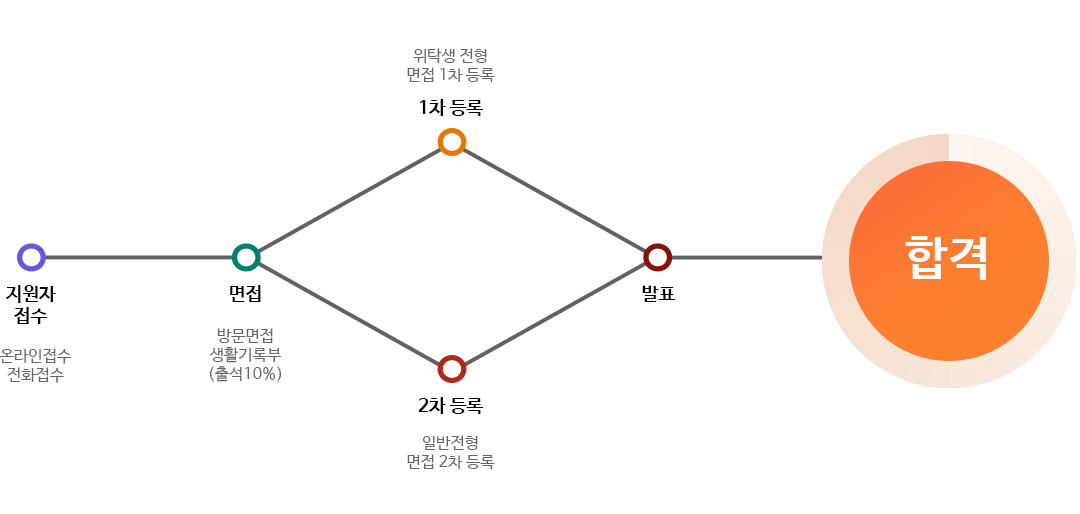 지원자
접수
온라인접수
전화접수
면접
방문면접
생활기록부
(출석10%)
위탁생 전형
면접 1차 등록
1차 등록
2차 등록
일반전형
면접 2차 등록
발표
합격